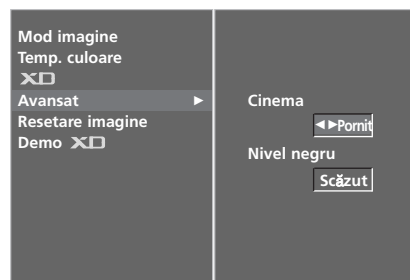 Mod imagine
Temp. culoare
XD
Avansat ►
Resetare imagine
Demo XD
Cinema
◄►Pornit
Nivel negru
Scăzut